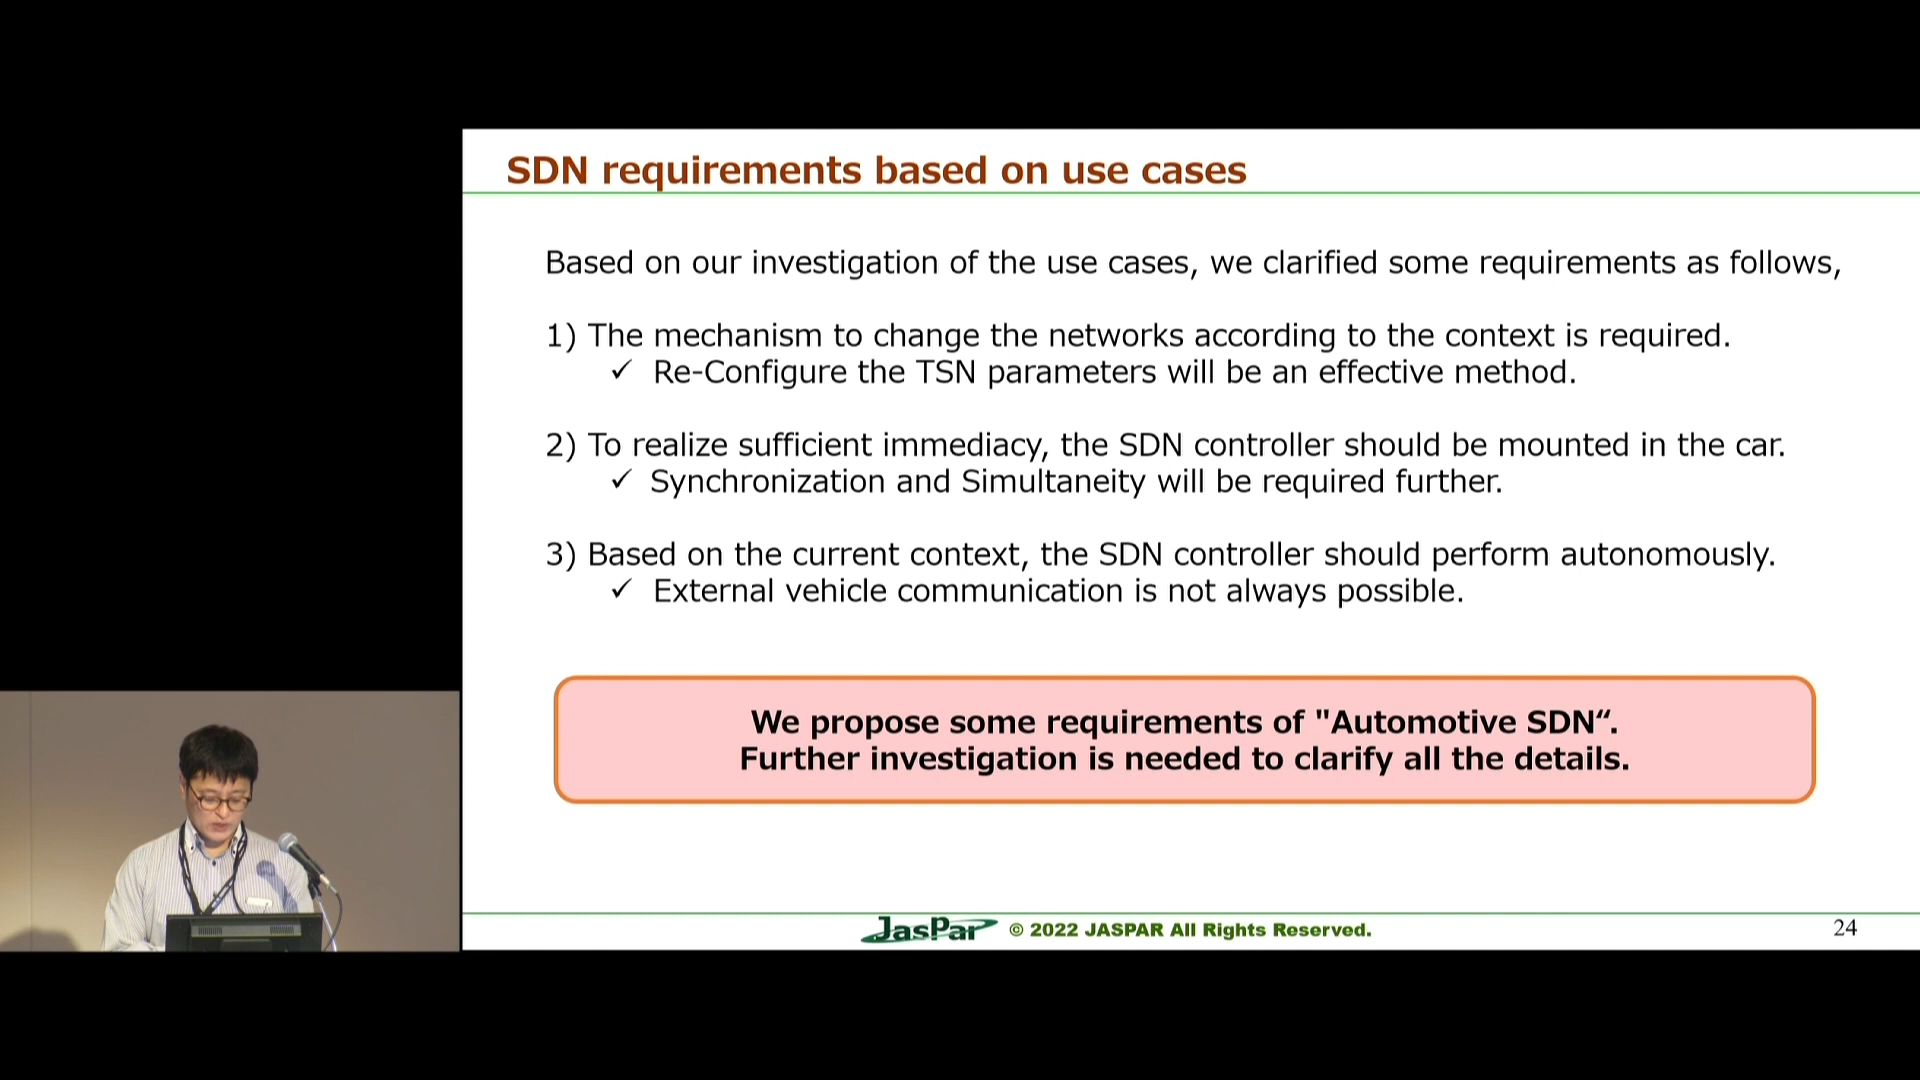 SDN requirements based on use cases
Based on our investigation of the use cases, we clarified some requirements as follows,
1) The mechanism to change the networks according to the context is required.
✓ Re-Configure the TSN parameters will be an effective method.
2) To realize sufficient immediacy, the SDN controller should be mounted in the car.
✓ Synchronization and Simultaneity will be required further.
3) Based on the current context, the SDN controller should perform autonomously.
✓ External vehicle communication is not always possible.
We propose some requirements of "Automotive SDN“.
Further investigation is needed to clarify all the details.
JasPar © 2022 JASPAR All Rights Reserved.
24